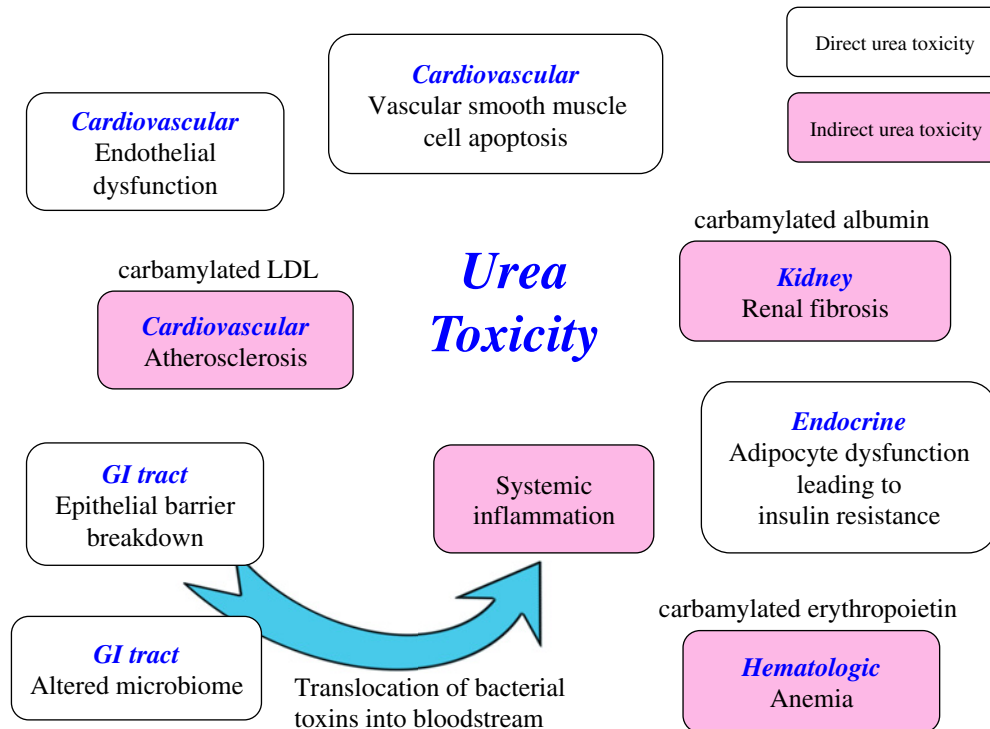 Cardiovascular
Vascular smooth muscle
cell apoptosis
Direct urea toxicity
Indirect urea toxicity
Cardiovascular
Endothelial
dysfunction
carbamylated albumin
Kidney
Renal fibrosis
carbamylated LDL
Cardiovascular
Atherosclerosis
Urea
Toxicity
Endocrine
Adipocyte dysfunction
leading to
insulin resistance
GI tract
Epithelial barrier
breakdown
Systemic
inflammation
GI tract
Altered microbiome
Translocation of bacterial
toxins into bloodstream
carbamylated erythropoietin
Hematologic
Anemia